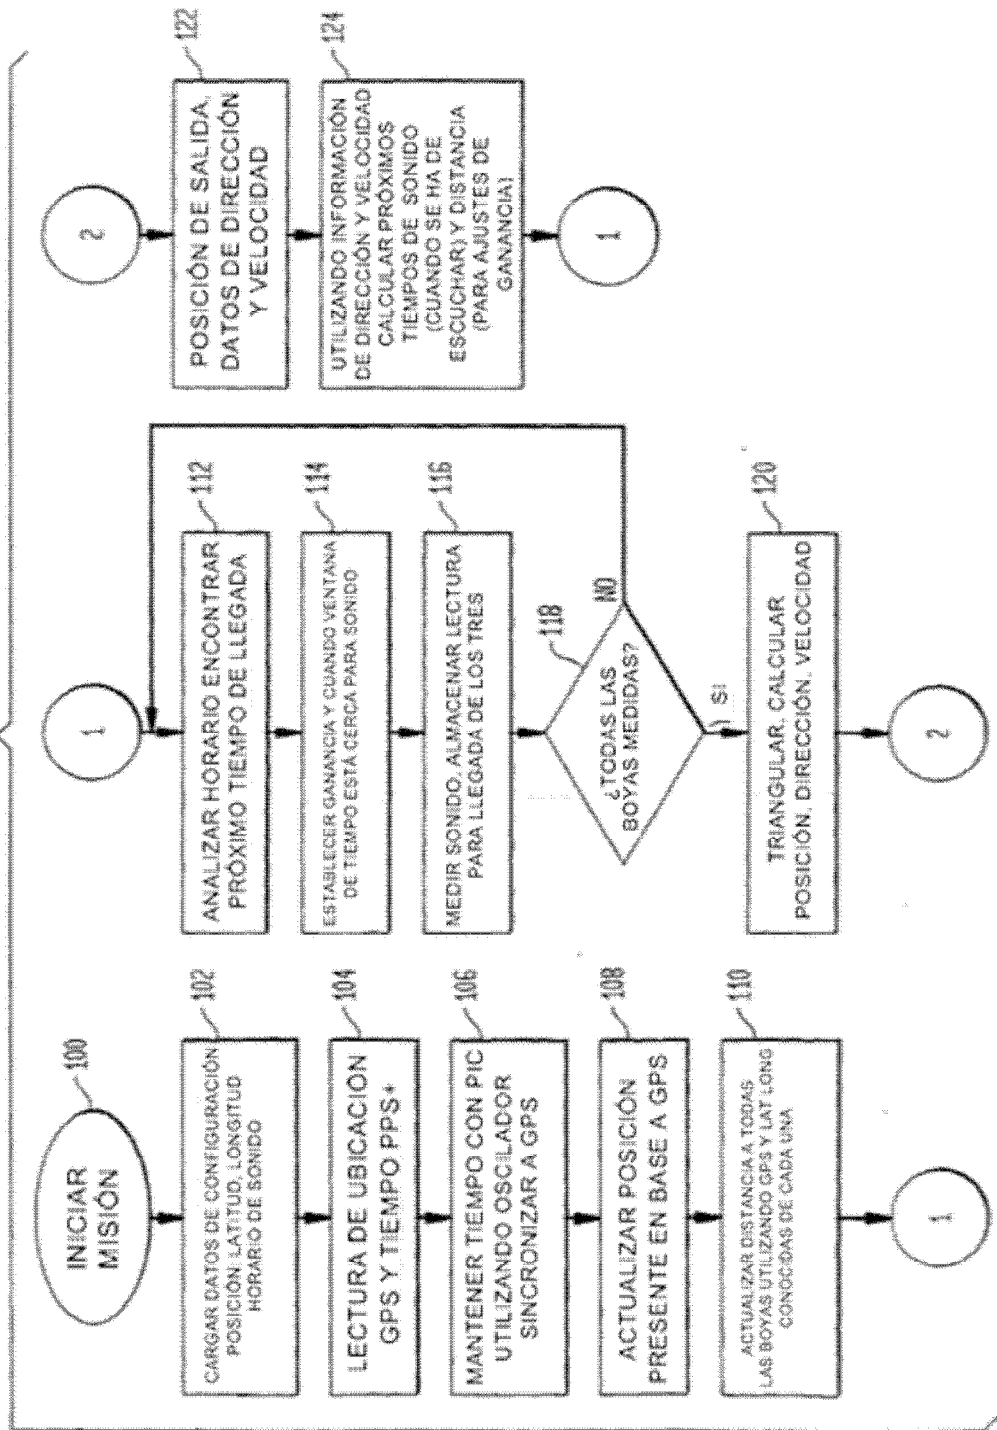 INICIAR
MISIÓN
100
CARGAR DATOS DE CONFIGURACIÓN
POSICIÓN, LATITUD, LONGITUD
HORARIO DE SONIDO
102
LECTURA DE UBICACION
GPS Y TIEMPO PPS+
104
MANTENER TIEMPO CON PIC
UTILIZANDO OSCILADOR
SINCRONIZAR A GPS
106
ACTUALIZAR POSICIÓN
PRESENTE EN BASE A GPS
108
ACTUALIZAR DISTANCIA A TODAS
LAS BOYAS UTILIZANDO GPS Y LAT LONG
CONOCIDAS DE CADA UNA
110
1
1
ANALIZAR HORARIO ENCONTRAR
PRÓXIMO TIEMPO DE LLEGADA
112
ESTABLECER GANANCIA Y CUANDO VENTANA
DE TIEMPO ESTÁ CERCA PARA SONIDO
114
MEDIR SONIDO, ALMACENAR LECTURA
PARA LLEGADA DE LOS TRES
116
¿TODAS LAS
BOYAS MEDIDAS?
118
NO
SI
TRIANGULAR, CALCULAR
POSICIÓN, DIRECCIÓN, VELOCIDAD
120
2
2
POSICIÓN DE SALIDA,
DATOS DE DIRECCIÓN
Y VELOCIDAD
122
UTILIZANDO INFORMACIÓN
DE DIRECCIÓN Y VELOCIDAD
CALCULAR PRÓXIMOS
TIEMPOS DE SONIDO
(CUANDO SE HA DE
ESCUCHAR) Y DISTANCIA
(PARA AJUSTES DE
GANANCIA)
124
1